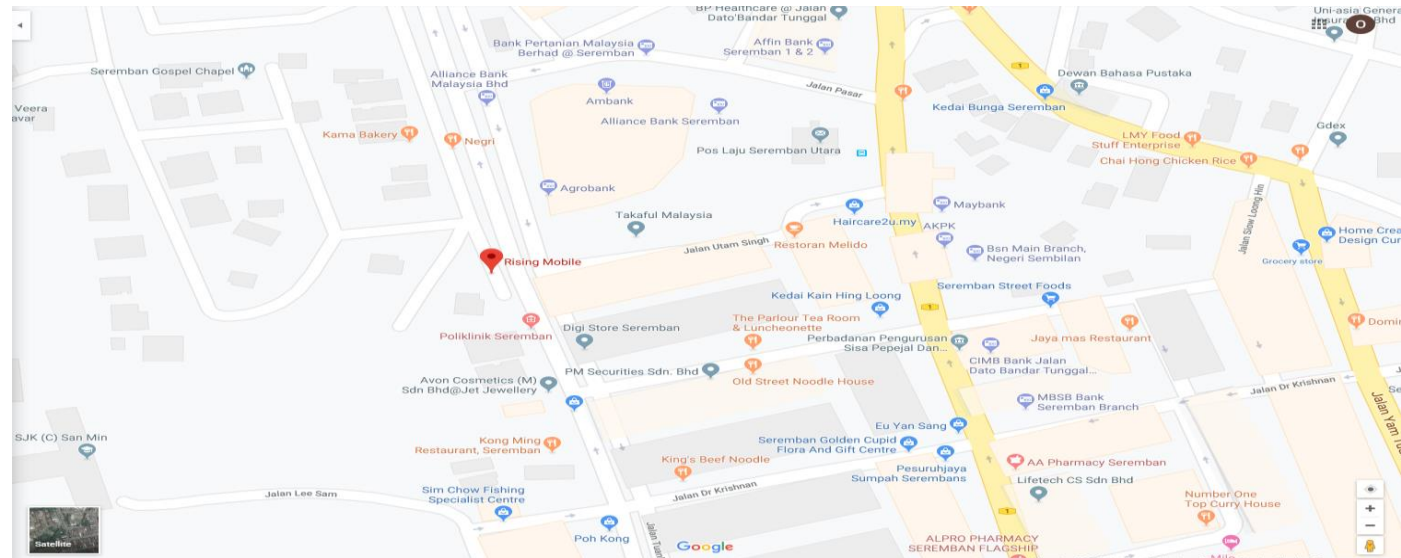 BP Healthcare @ Jalan
Dato'Bandar Tunggal
Uni-asia General
O
Bank Pertanian Malaysia
Berhad @ Seremban
Affin Bank
Seremban 1 & 2
Seremban Gospel Chapel
Alliance Bank
Malaysia Bhd
Dewan Bahasa Pustaka
Jalan Pasar
1
Veera
Ambank
Kedai Bunga Seremban
Alliance Bank Seremban
Kama Bakery
Negri
Gdex
LMY Food
Stuff Enterprise
Pos Laju Seremban Utara
Chai Hong Chicken Rice
Agrobank
Maybank
Jalan Siow Loong Hin
Takaful Malaysia
Haircare2u.my
AKPK
Home Crea
Design Cur
Jalan Utam Singh
Restoran Melido
Bsn Main Branch,
Negeri Sembilan
Rising Mobile
Grocery store
Seremban Street Foods
Kedai Kain Hing Loong
1
The Parlour Tea Room
& Luncheonette
Poliklinik Seremban
Digi Store Seremban
Perbadanan Pengurusan
Sisa Pepejal Dan...
Jaya mas Restaurant
Domin
CIMB Bank Jalan
Dato Bandar Tunggal...
PM Securities Sdn. Bhd
Avon Cosmetics (M)
Sdn Bhd@Jet Jewellery
Old Street Noodle House
Jalan Dr Krishnan
Se
MBSB Bank
Seremban Branch
Jalan Yam Tu
Eu Yan Sang
SJK (C) San Min
Kong Ming
Restaurant, Seremban
Seremban Golden Cupid
Flora And Gift Centre
King's Beef Noodle
Pesuruhjaya
Sumpah Serembans
AA Pharmacy Seremban
Lifetech CS Sdn Bhd
Jalan Lee Sam
Sim Chow Fishing
Specialist Centre
Jalan Dr Krishnan
Number One
Top Curry House
1
Poh Kong
Satellite
Google
ALPRO PHARMACY
SEREMBAN FLAGSHIP